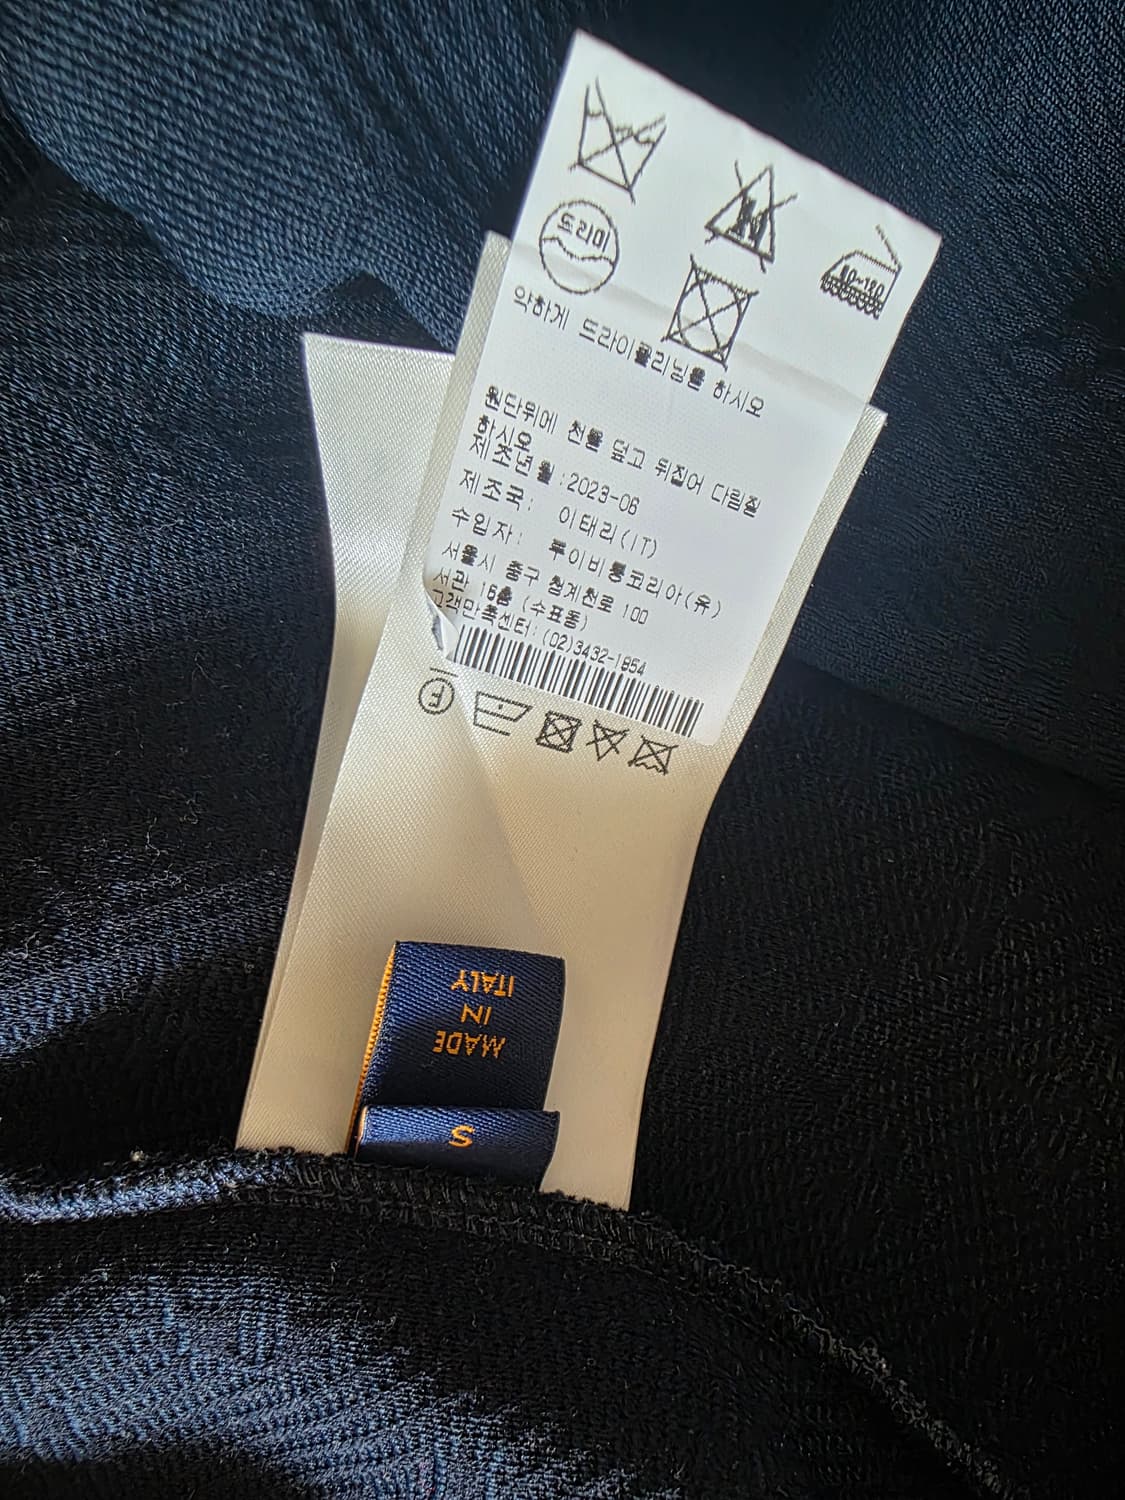 드라이
80~120
약하게 드라이클리닝을 하시오
원단위에 천을 덮고 뒤집어 다림질
하시오
제조년월:2023-06
제조국: 이태리(IT)
수입자: 루이비통코리아(유)
서울시 중구 청계천로 100
서관 16층 (수표동)
고객만족센터: (02)3432-1854
F
MADE
IN
ITALY
S